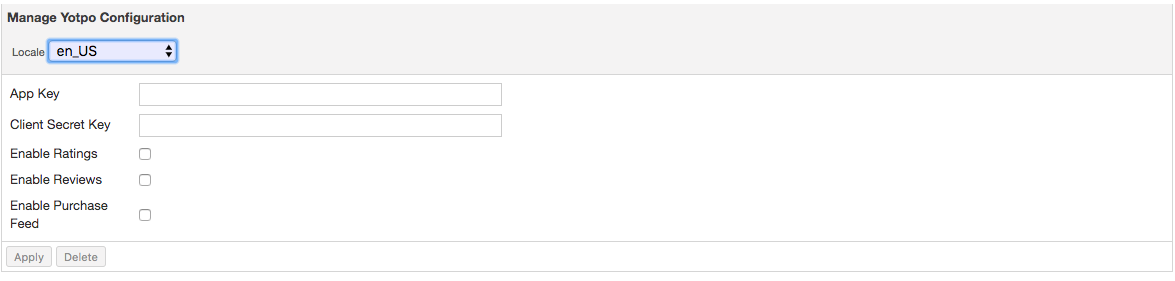 Manage Yotpo Configuration
Locale en_US
App Key
Client Secret Key
Enable Ratings
Enable Reviews
Enable Purchase
Feed
Apply Delete